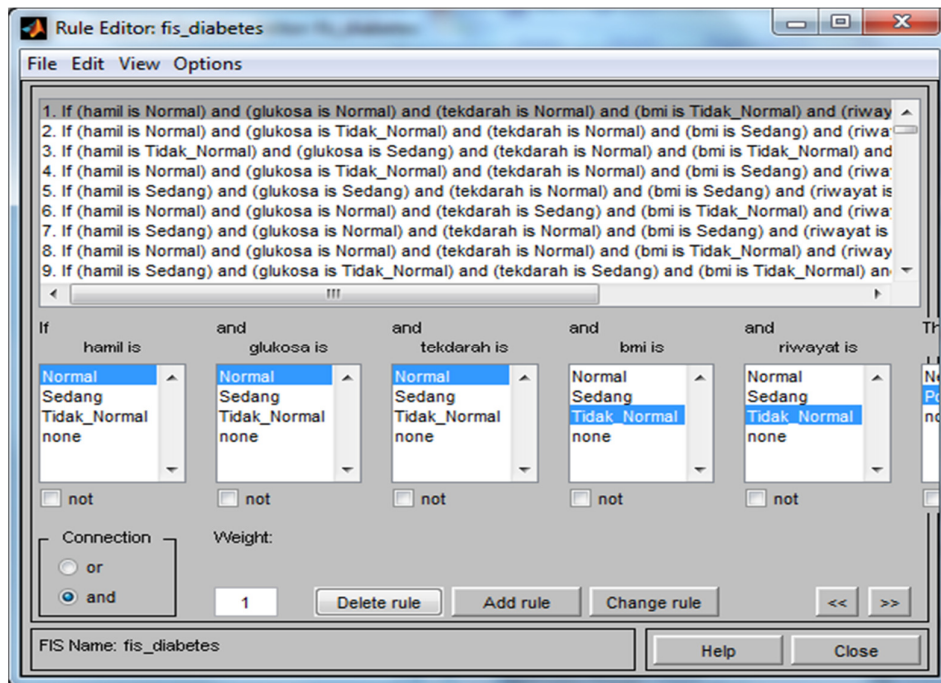 Rule Editor: fis_diabetes
File Edit View Options
1. If (hamil is Normal) and (glukosa is Normal) and (tekdarah is Normal) and (bmi is Tidak_Normal) and (riway
2. If (hamil is Normal) and (glukosa is Tidak_Normal) and (tekdarah is Normal) and (bmi is Sedang) and (riwa
3. If (hamil is Tidak_Normal) and (glukosa is Sedang) and (tekdarah is Normal) and (bmi is Tidak_Normal) and
4. If (hamil is Normal) and (glukosa is Tidak_Normal) and (tekdarah is Normal) and (bmi is Sedang) and (riwa
5. If (hamil is Sedang) and (glukosa is Sedang) and (tekdarah is Normal) and (bmi is Sedang) and (riwayat is
6. If (hamil is Normal) and (glukosa is Normal) and (tekdarah is Sedang) and (bmi is Tidak_Normal) and (riwa
7. If (hamil is Sedang) and (glukosa is Normal) and (tekdarah is Normal) and (bmi is Sedang) and (riwayat is
8. If (hamil is Normal) and (glukosa is Normal) and (tekdarah is Normal) and (bmi is Tidak_Normal) and (riway
9. If (hamil is Sedang) and (glukosa is Tidak_Normal) and (tekdarah is Sedang) and (bmi is Tidak_Normal) an
If and and and and Th
hamil is glukosa is tekdarah is bmi is riwayat is
Normal Normal Normal Normal Normal Ne
Sedang Sedang Sedang Sedang Sedang Po
Tidak_Normal Tidak_Normal Tidak_Normal Tidak_Normal Tidak_Normal no
none none none none none
not not not not not
Connection Weight:
or
and 1 Delete rule Add rule Change rule << >>
FIS Name: fis_diabetes Help Close